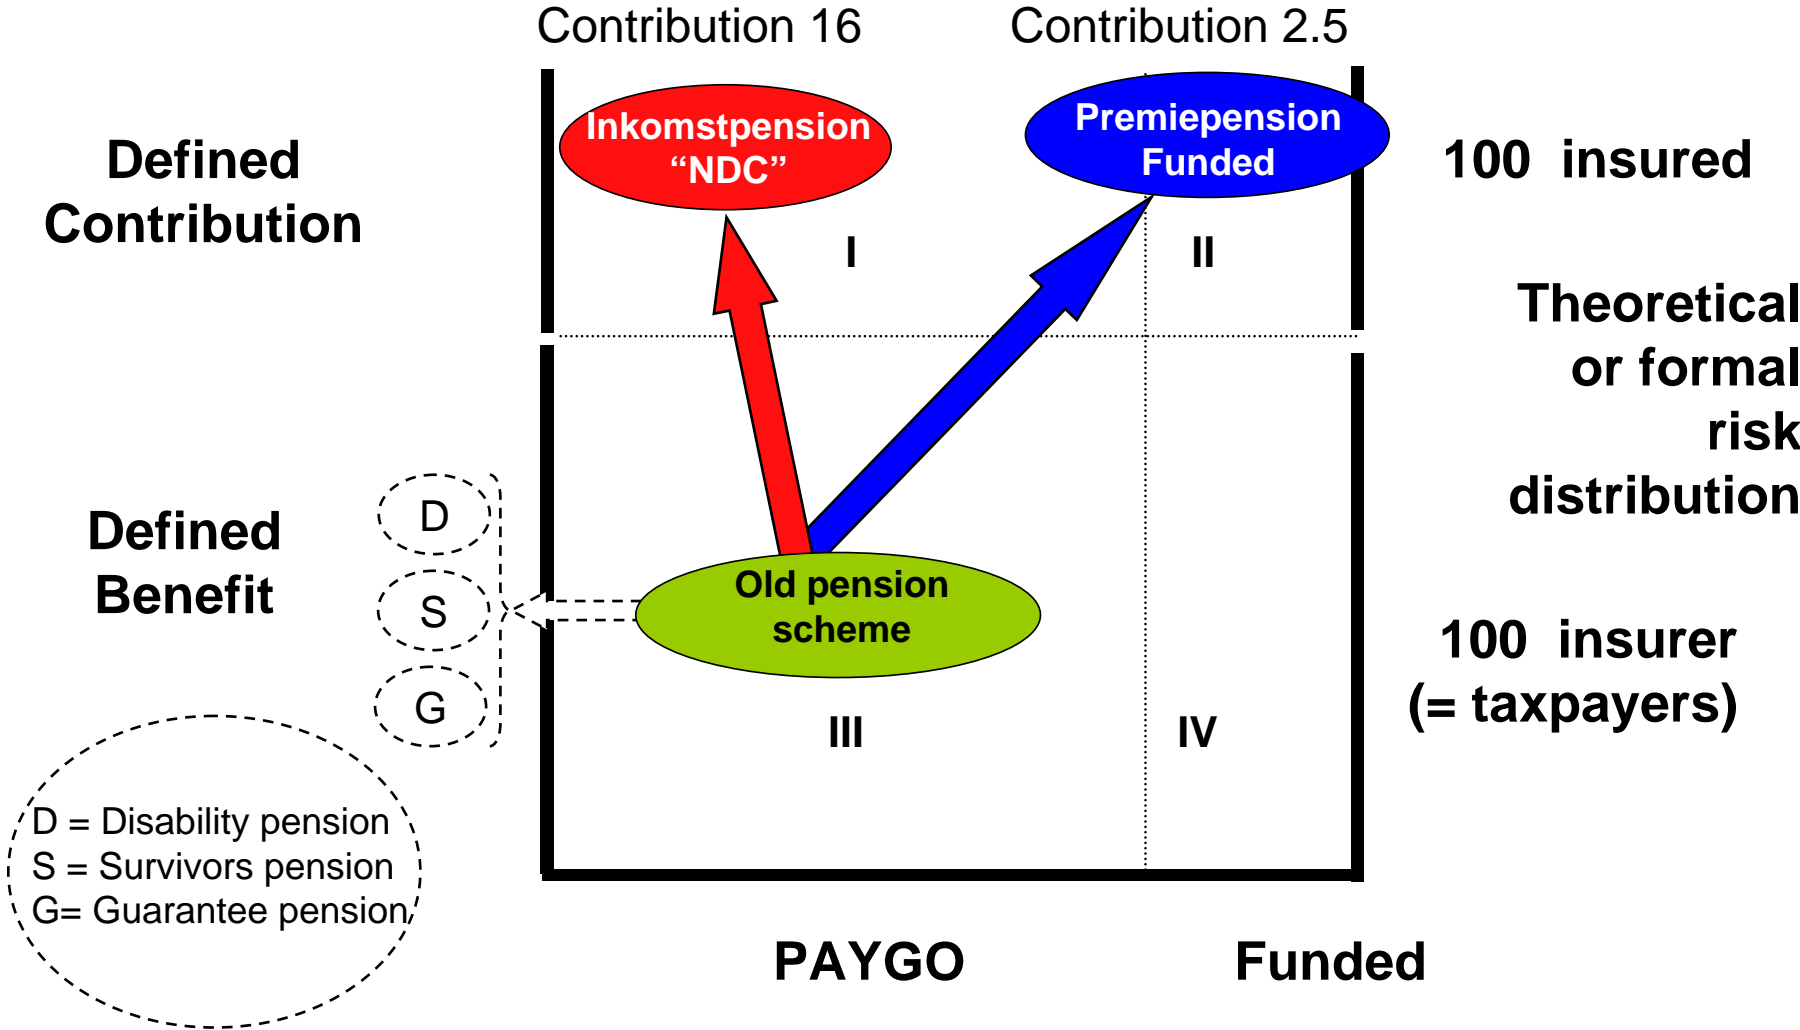 Contribution 16
Contribution 2.5
Defined
Contribution
Inkomstpension
“NDC”
Premiepension
Funded
100 insured
I
II
Theoretical
or formal
risk
distribution
Defined
Benefit
D
S
G
Old pension
scheme
100 insurer
(= taxpayers)
III
IV
D = Disability pension
S = Survivors pension
G= Guarantee pension
PAYGO
Funded